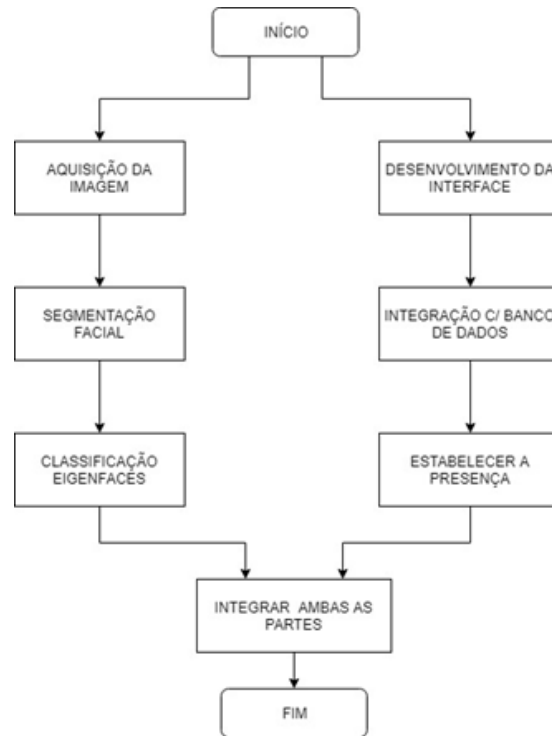 INÍCIO
AQUISIÇÃO DA
IMAGEM
DESENVOLVIMENTO DA
INTERFACE
SEGMENTAÇÃO
FACIAL
INTEGRAÇÃO C/ BANCO
DE DADOS
CLASSIFICAÇÃO
EIGENFACES
ESTABELECER A
PRESENÇA
INTEGRAR AMBAS AS
PARTES
FIM